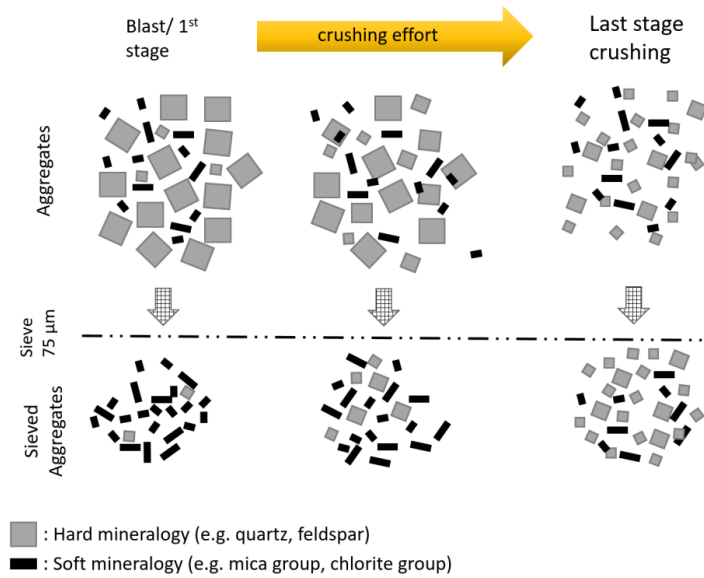 Blast/ 1st
stage
crushing effort
Last stage
crushing
Aggregates
Sieve
75 µm
Sieved
Aggregates
: Hard mineralogy (e.g. quartz, feldspar)
: Soft mineralogy (e.g. mica group, chlorite group)